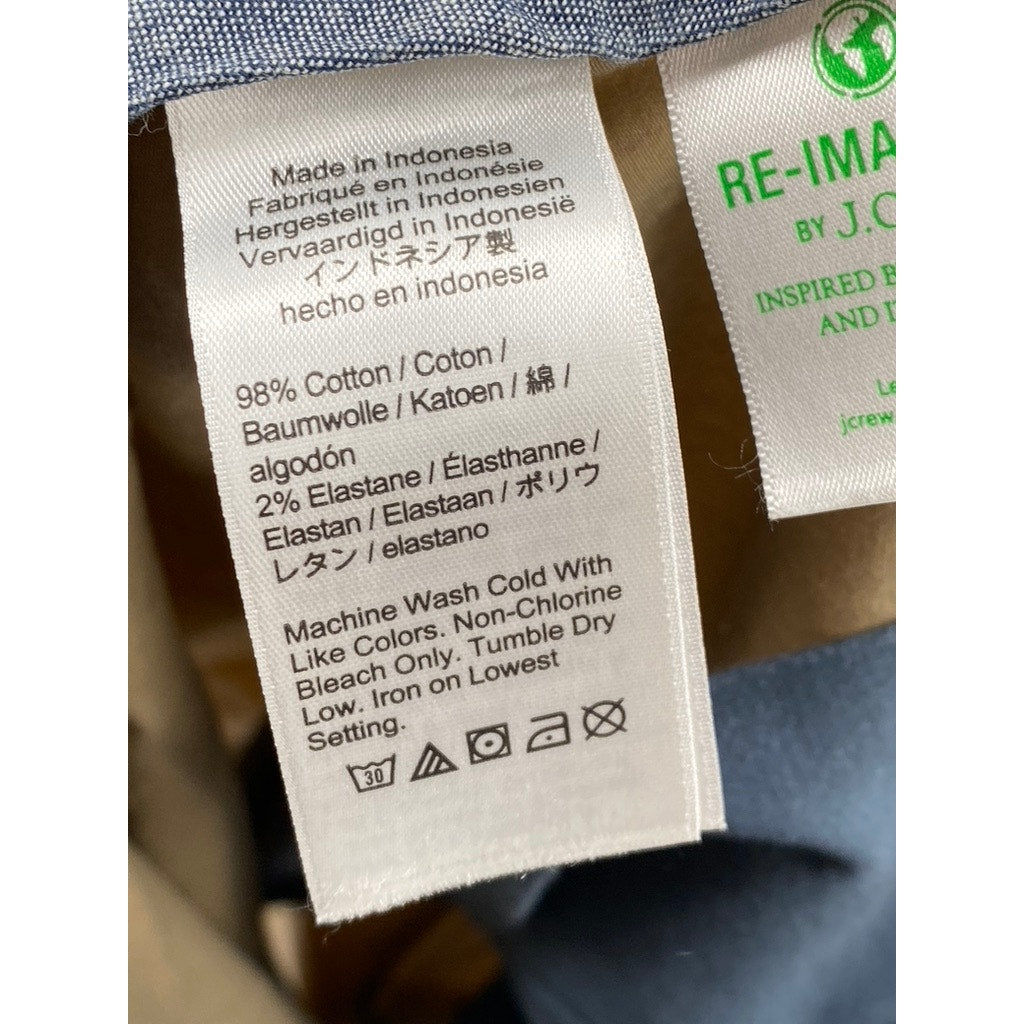 Made in Indonesia
Fabriqué en Indonésie
Hergestellt in Indonesien
Vervaardigd in Indonesië
インドネシア製
hecho en indonesia
98% Cotton / Coton /
Baumwolle / Katoen / 綿 /
algodón
2% Elastane / Élasthanne /
Elastan / Elastaan / ポリウ
レタン / elastano
Machine Wash Cold With
Like Colors. Non-Chlorine
Bleach Only. Tumble Dry
Low. Iron on Lowest
Setting.
30
RE-IMA
BY J.C
INSPIRED B
AND I
Le
jcrew